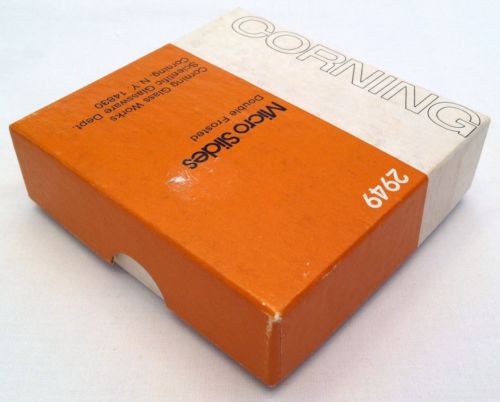 CORNING
2949
Micro Slides
Double Frosted
Corning Glass Works
Scientific Glassware Dept
Corning, N.Y. 14830